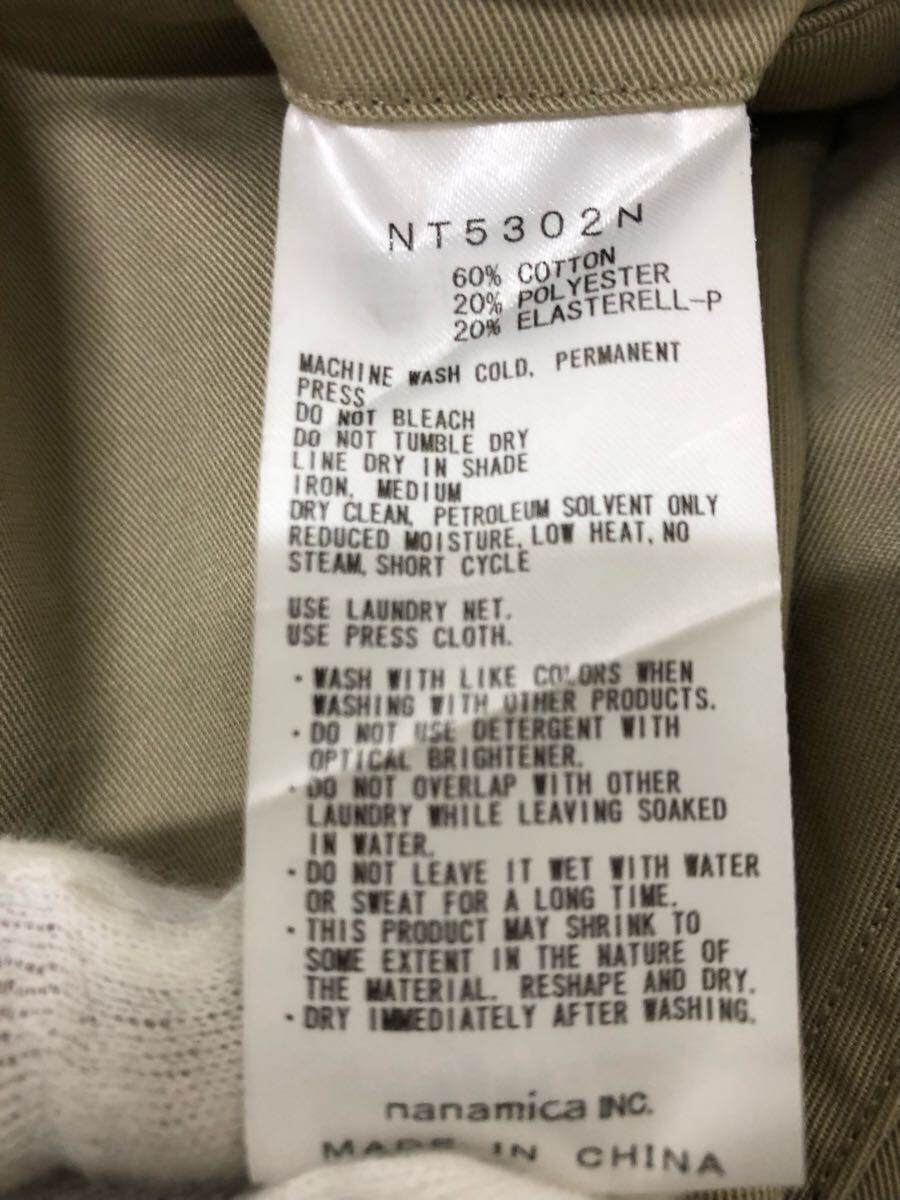 NT5302N
60% COTTON
20% POLYESTER
20% ELASTERELL-P
MACHINE WASH COLD, PERMANENT
PRESS
DO NOT BLEACH
DO NOT TUMBLE DRY
LINE DRY IN SHADE
IRON, MEDIUM
DRY CLEAN, PETROLEUM SOLVENT ONLY
REDUCED MOISTURE, LOW HEAT, NO
STEAM, SHORT CYCLE
USE LAUNDRY NET.
USE PRESS CLOTH.
・WASH WITH LIKE COLORS WHEN
WASHING WITH OTHER PRODUCTS.
・DO NOT USE DETERGENT WITH
OPTICAL BRIGHTENER.
・DO NOT OVERLAP WITH OTHER
LAUNDRY WHILE LEAVING SOAKED
IN WATER.
・DO NOT LEAVE IT WET WITH WATER
OR SWEAT FOR A LONG TIME.
・THIS PRODUCT MAY SHRINK TO
SOME EXTENT IN THE NATURE OF
THE MATERIAL. RESHAPE AND DRY.
・DRY IMMEDIATELY AFTER WASHING.
nanamica INC.
MADE IN CHINA